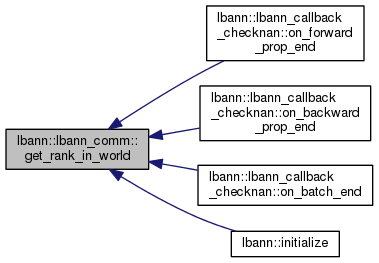 lbann::lbann_comm::
get_rank_in_world
lbann::lbann_callback
_checknan::on_forward
_prop_end
lbann::lbann_callback
_checknan::on_backward
_prop_end
lbann::lbann_callback
_checknan::on_batch_end
lbann::initialize